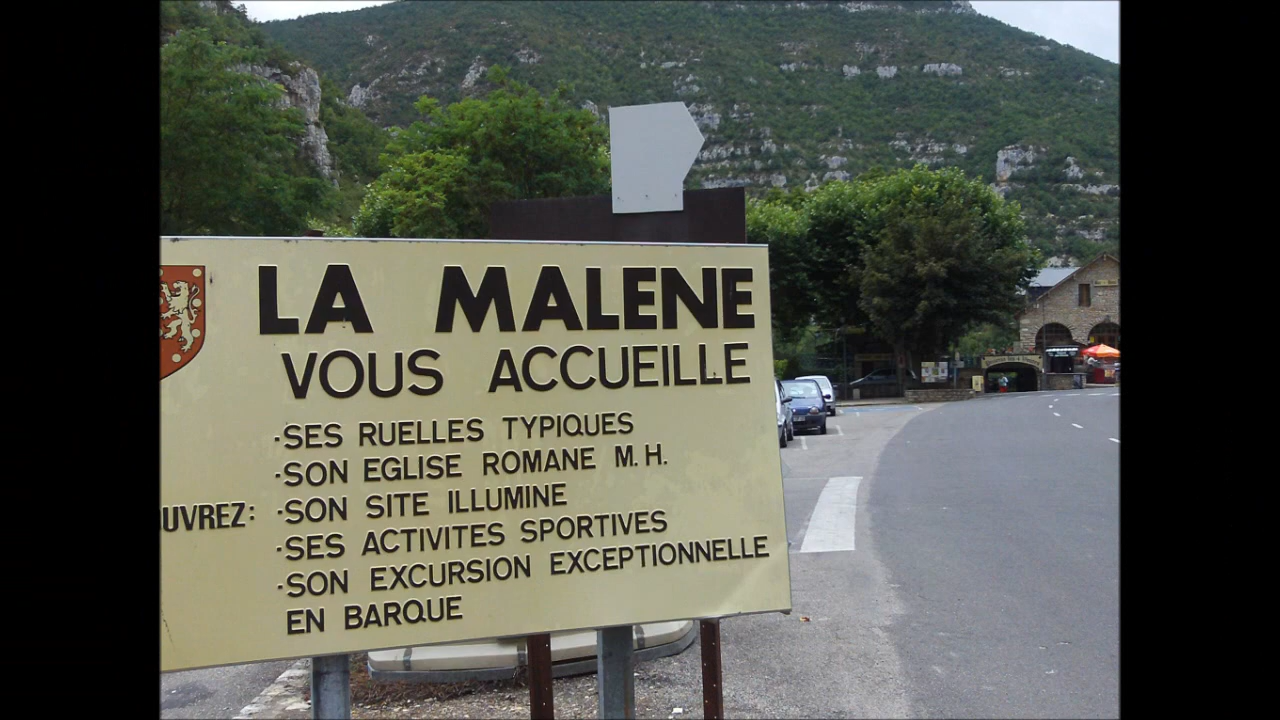 LA MALENE
VOUS ACCUEILLE
·SES RUELLES TYPIQUES
·SON EGLISE ROMANE M.H.
UVREZ: ·SON SITE ILLUMINE
·SES ACTIVITES SPORTIVES
·SON EXCURSION EXCEPTIONNELLE
EN BARQUE